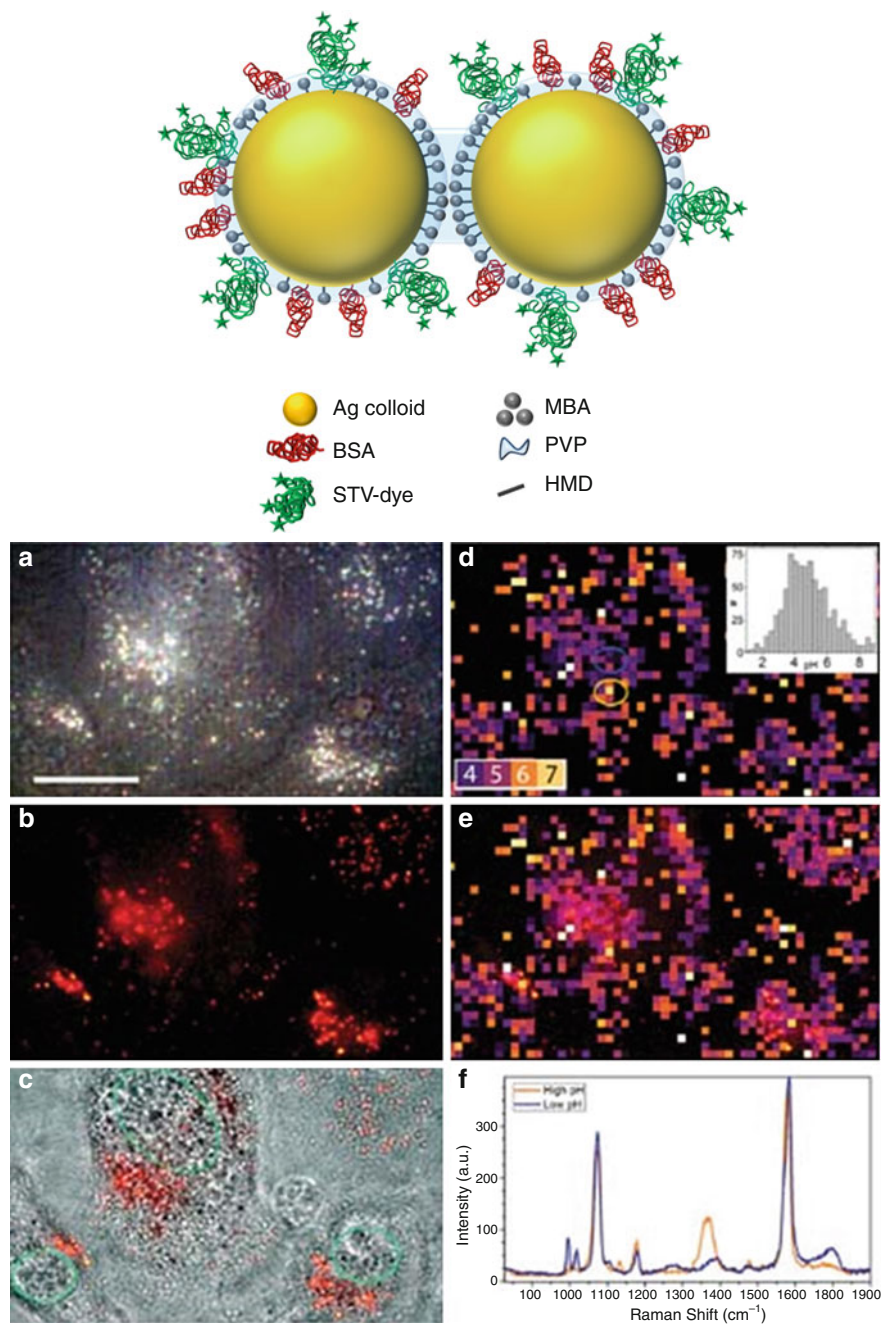 Ag colloid
MBA
BSA
PVP
STV-dye
HMD
a
d
75
50
25
0
#
2 4 6 8
pH
4 5 6 7
b
e
c
f
High pH
Low pH
300
200
100
0
Intensity (a.u.)
100 1000 1100 1200 1300 1400 1500 1600 1700 1800 1900
Raman Shift (cm⁻¹)